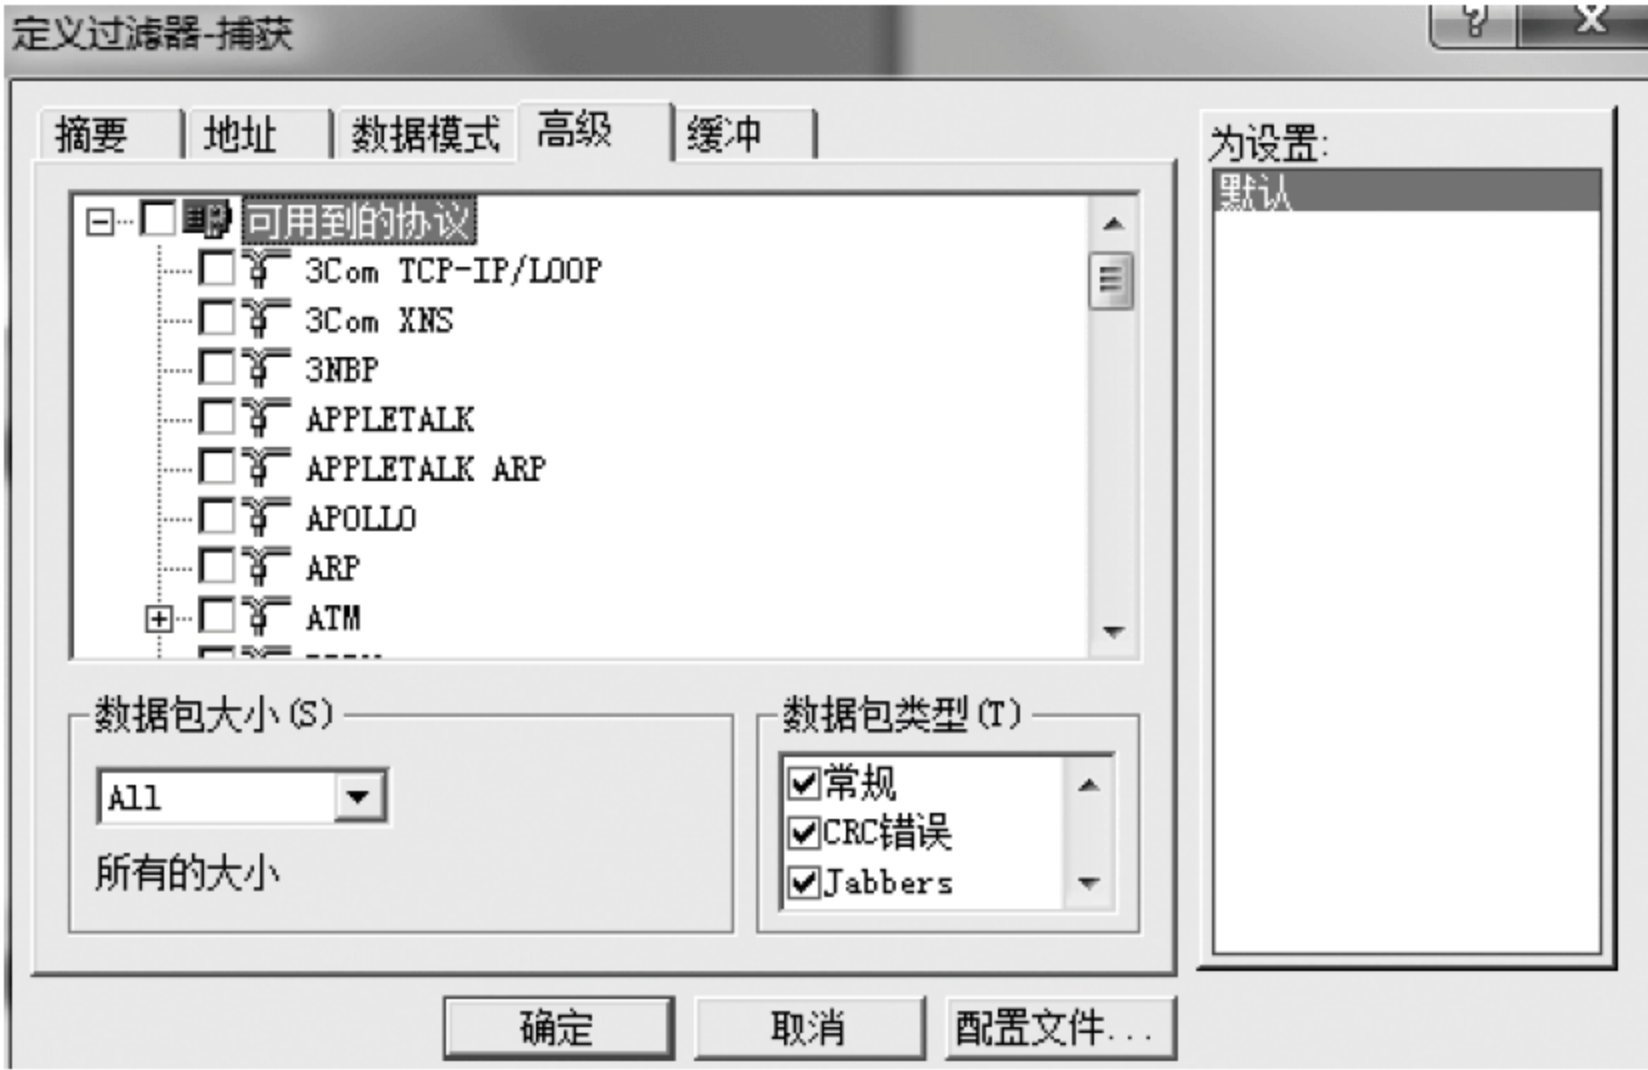 定义过滤器-捕获
摘要 地址 数据模式 高级 缓冲
为设置:
默认
可用到的协议
3Com TCP-IP/LOOP
3Com XNS
3NBP
APPLETALK
APPLETALK ARP
APOLLO
ARP
ATM
数据包大小(S)
All
所有的大小
数据包类型(T)
常规
CRC错误
Jabbers
确定 取消 配置文件...